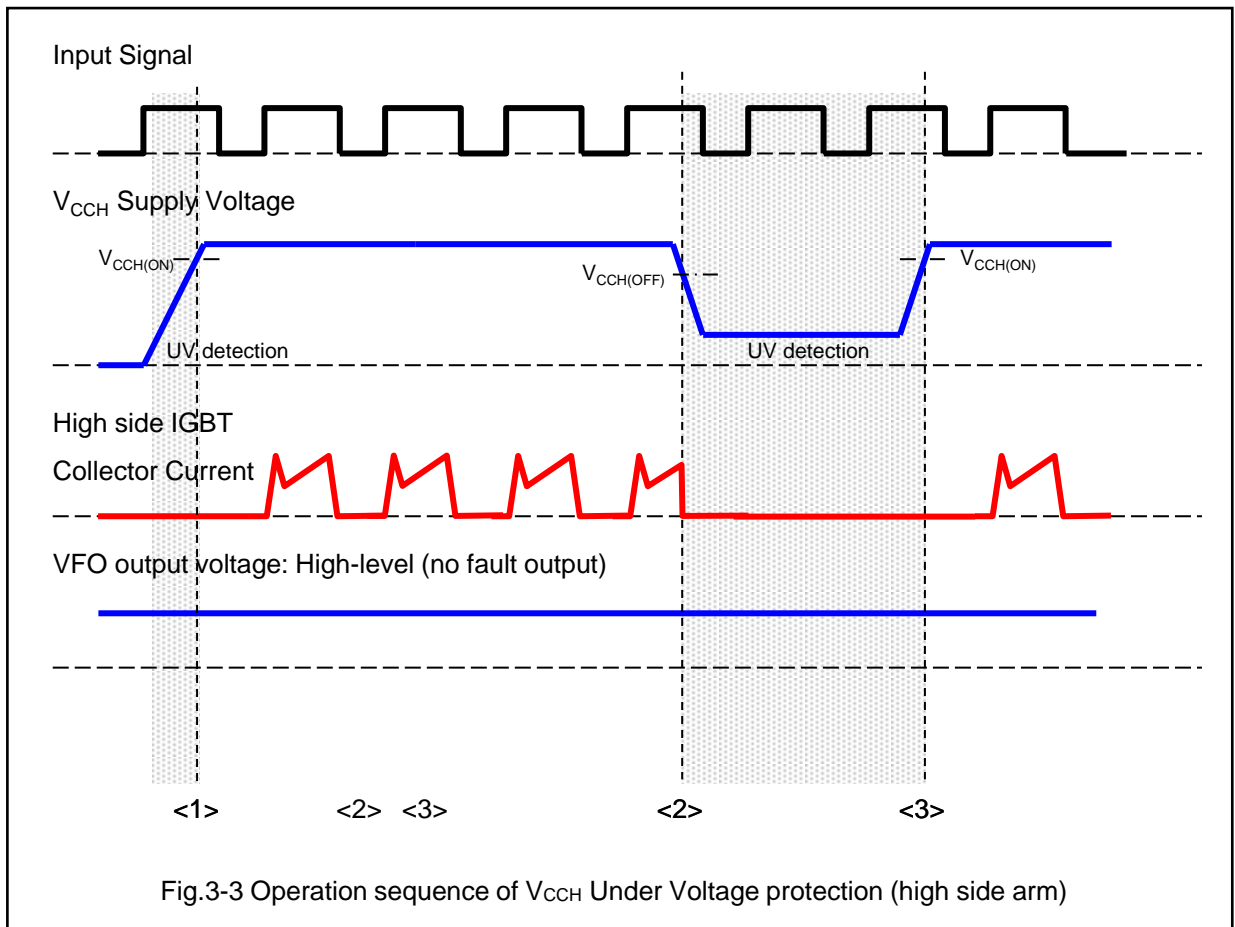 Input Signal
VCCH Supply Voltage
VCCH(ON)
VCCH(OFF)
VCCH(ON)
UV detection
UV detection
High side IGBT
Collector Current
VFO output voltage: High-level (no fault output)
<1> <2> <3> <2> <3>
Fig.3-3 Operation sequence of VCCH Under Voltage protection (high side arm)